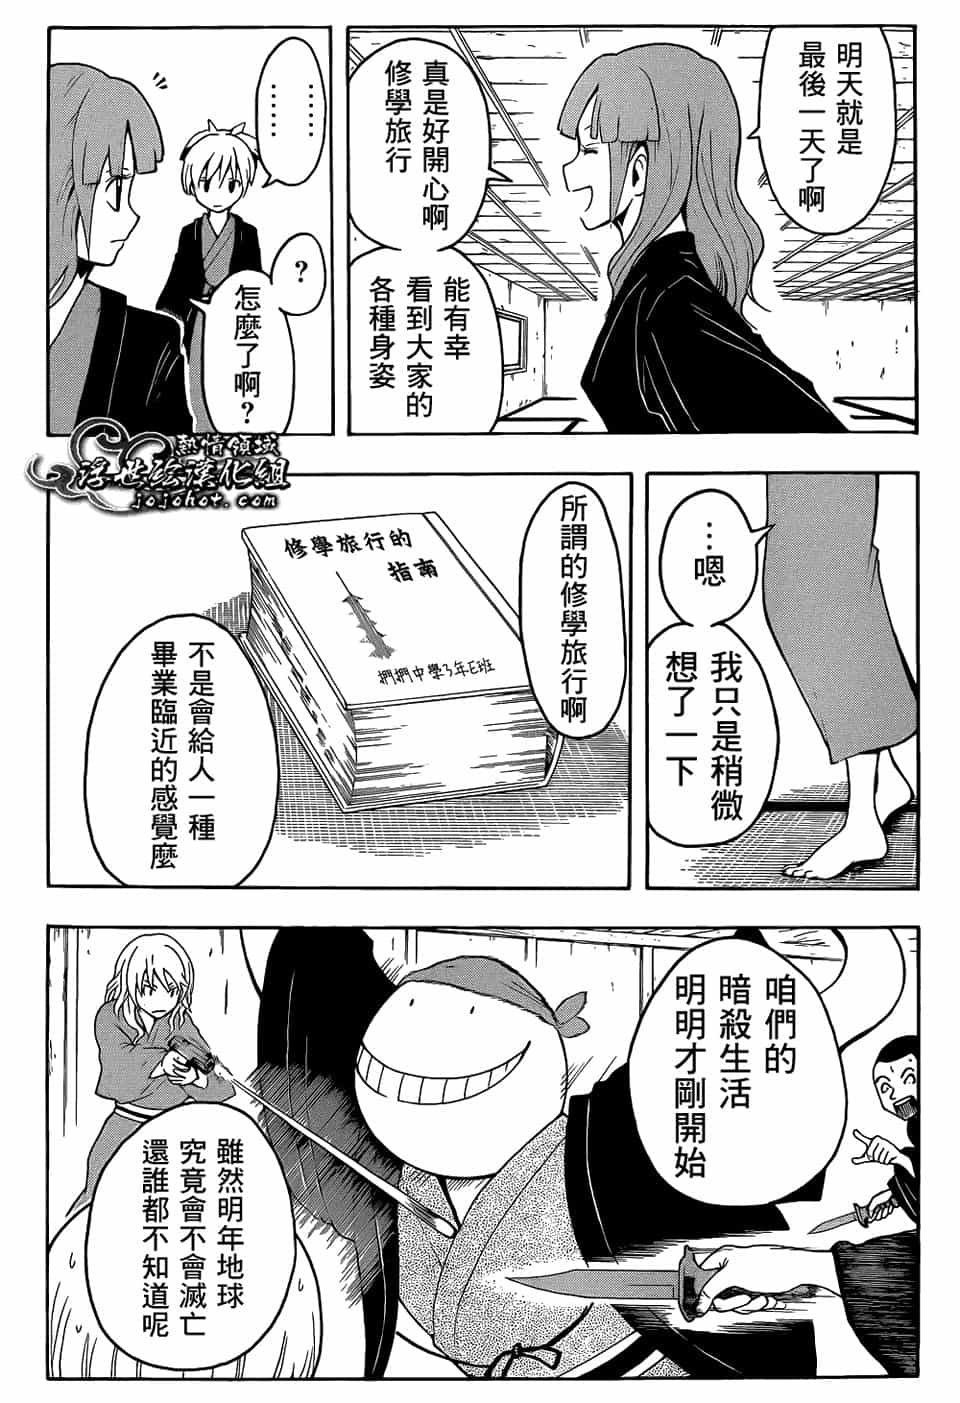 明天就是
最後一天了啊
真是好開心啊
修學旅行
能有幸
看到大家的
各種身姿
⋯⋯
⋯⋯
？
怎麼了啊？
熱情領域
浮世绘漢化組
jojohot.com
⋯嗯
我只是稍微
想了一下
所謂的修學旅行啊
修學旅行的
指南
椚椚中學3年E班
不是會給人一種
畢業臨近的感覺麼
咱們的
暗殺生活
明明才剛開始
雖然明年地球
究竟會不會滅亡
還誰都不知道呢